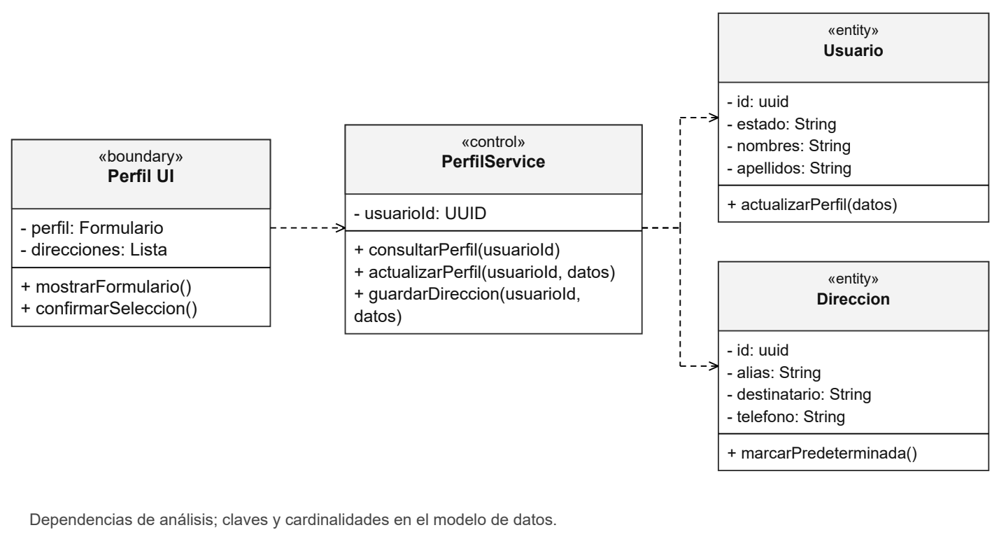 «boundary»
Perfil UI
- perfil: Formulario
- direcciones: Lista
+ mostrarFormulario()
+ confirmarSeleccion()
«control»
PerfilService
- usuarioId: UUID
+ consultarPerfil(usuarioId)
+ actualizarPerfil(usuarioId, datos)
+ guardarDireccion(usuarioId,
datos)
«entity»
Usuario
- id: uuid
- estado: String
- nombres: String
- apellidos: String
+ actualizarPerfil(datos)
«entity»
Direccion
- id: uuid
- alias: String
- destinatario: String
- telefono: String
+ marcarPredeterminada()
Dependencias de análisis; claves y cardinalidades en el modelo de datos.